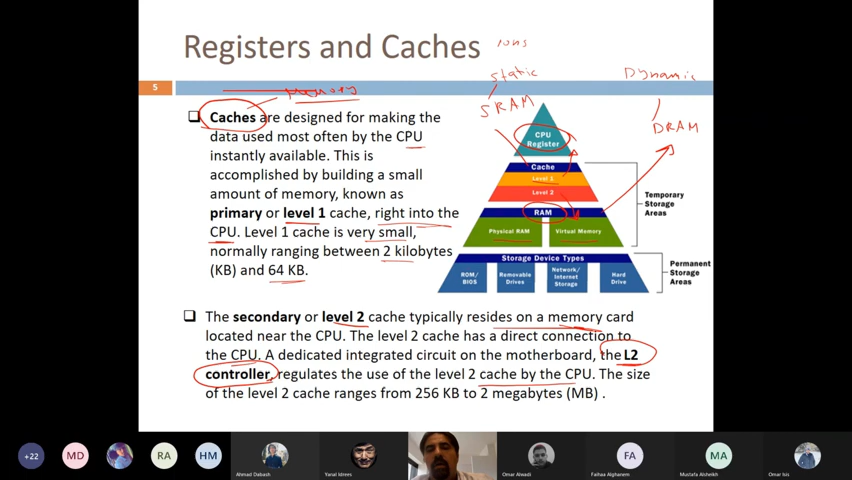 Registers and Caches
10ns
static
Dynamic
5
Memory
SRAM
DRAM
❑ Caches are designed for making the
data used most often by the CPU
instantly available. This is
accomplished by building a small
amount of memory, known as
primary or level 1 cache, right into the
CPU. Level 1 cache is very small,
normally ranging between 2 kilobytes
(KB) and 64 KB.
CPU
Register
Cache
Level 1
Level 2
RAM
Physical RAM
Virtual Memory
Temporary
Storage
Areas
Storage Device Types
ROM/
BIOS
Removable
Drives
Network/
Internet
Storage
Hard
Drive
Permanent
Storage
Areas
❑ The secondary or level 2 cache typically resides on a memory card
located near the CPU. The level 2 cache has a direct connection to
the CPU. A dedicated integrated circuit on the motherboard, the L2
controller, regulates the use of the level 2 cache by the CPU. The size
of the level 2 cache ranges from 256 KB to 2 megabytes (MB) .
+22
MD
RA
HM
Ahmad Dabash
Yanal Idrees
Omar Alwadi
FA
Faihaa Alghanem
MA
Mustafa Alsheikh
Omar Isis